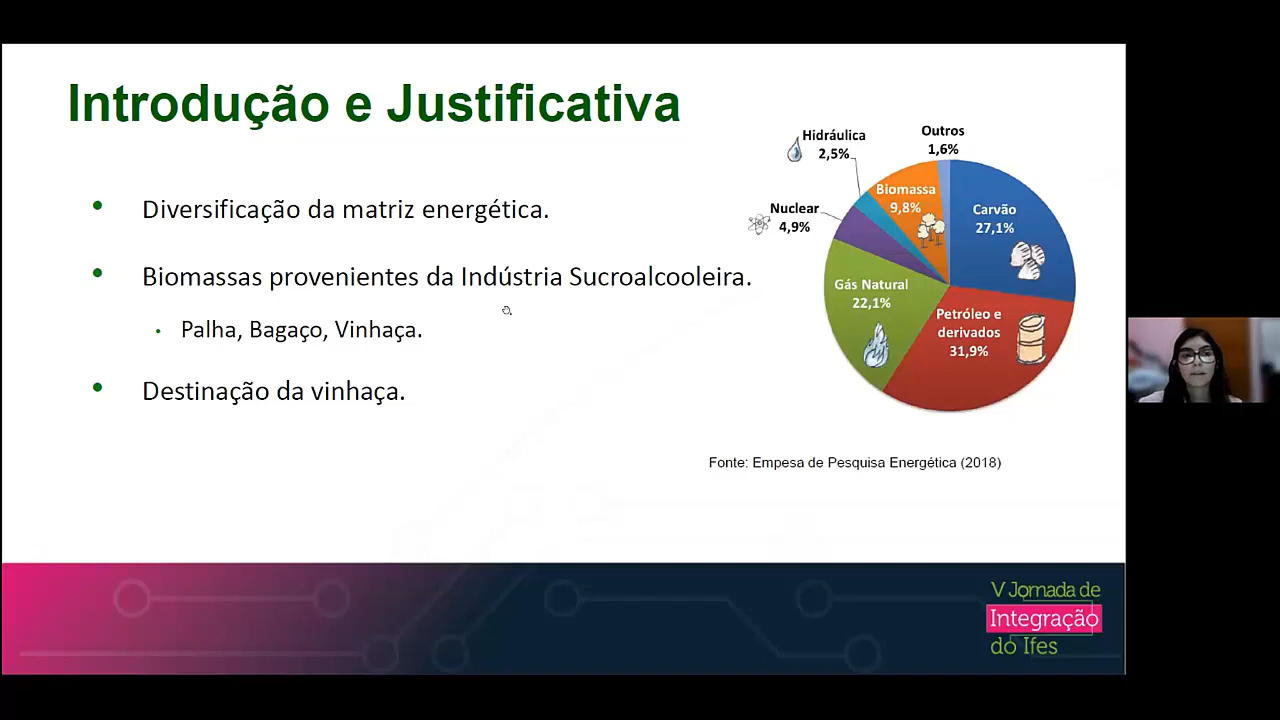 Introdução e Justificativa
• Diversificação da matriz energética.
• Biomassas provenientes da Indústria Sucroalcooleira.
• Palha, Bagaço, Vinhaça.
• Destinação da vinhaça.
Hidráulica
2,5%
Outros
1,6%
Biomassa
9,8%
Nuclear
4,9%
Carvão
27,1%
Gás Natural
22,1%
Petróleo e
derivados
31,9%
Fonte: Empesa de Pesquisa Energética (2018)
V Jornada de
Integração
do Ifes